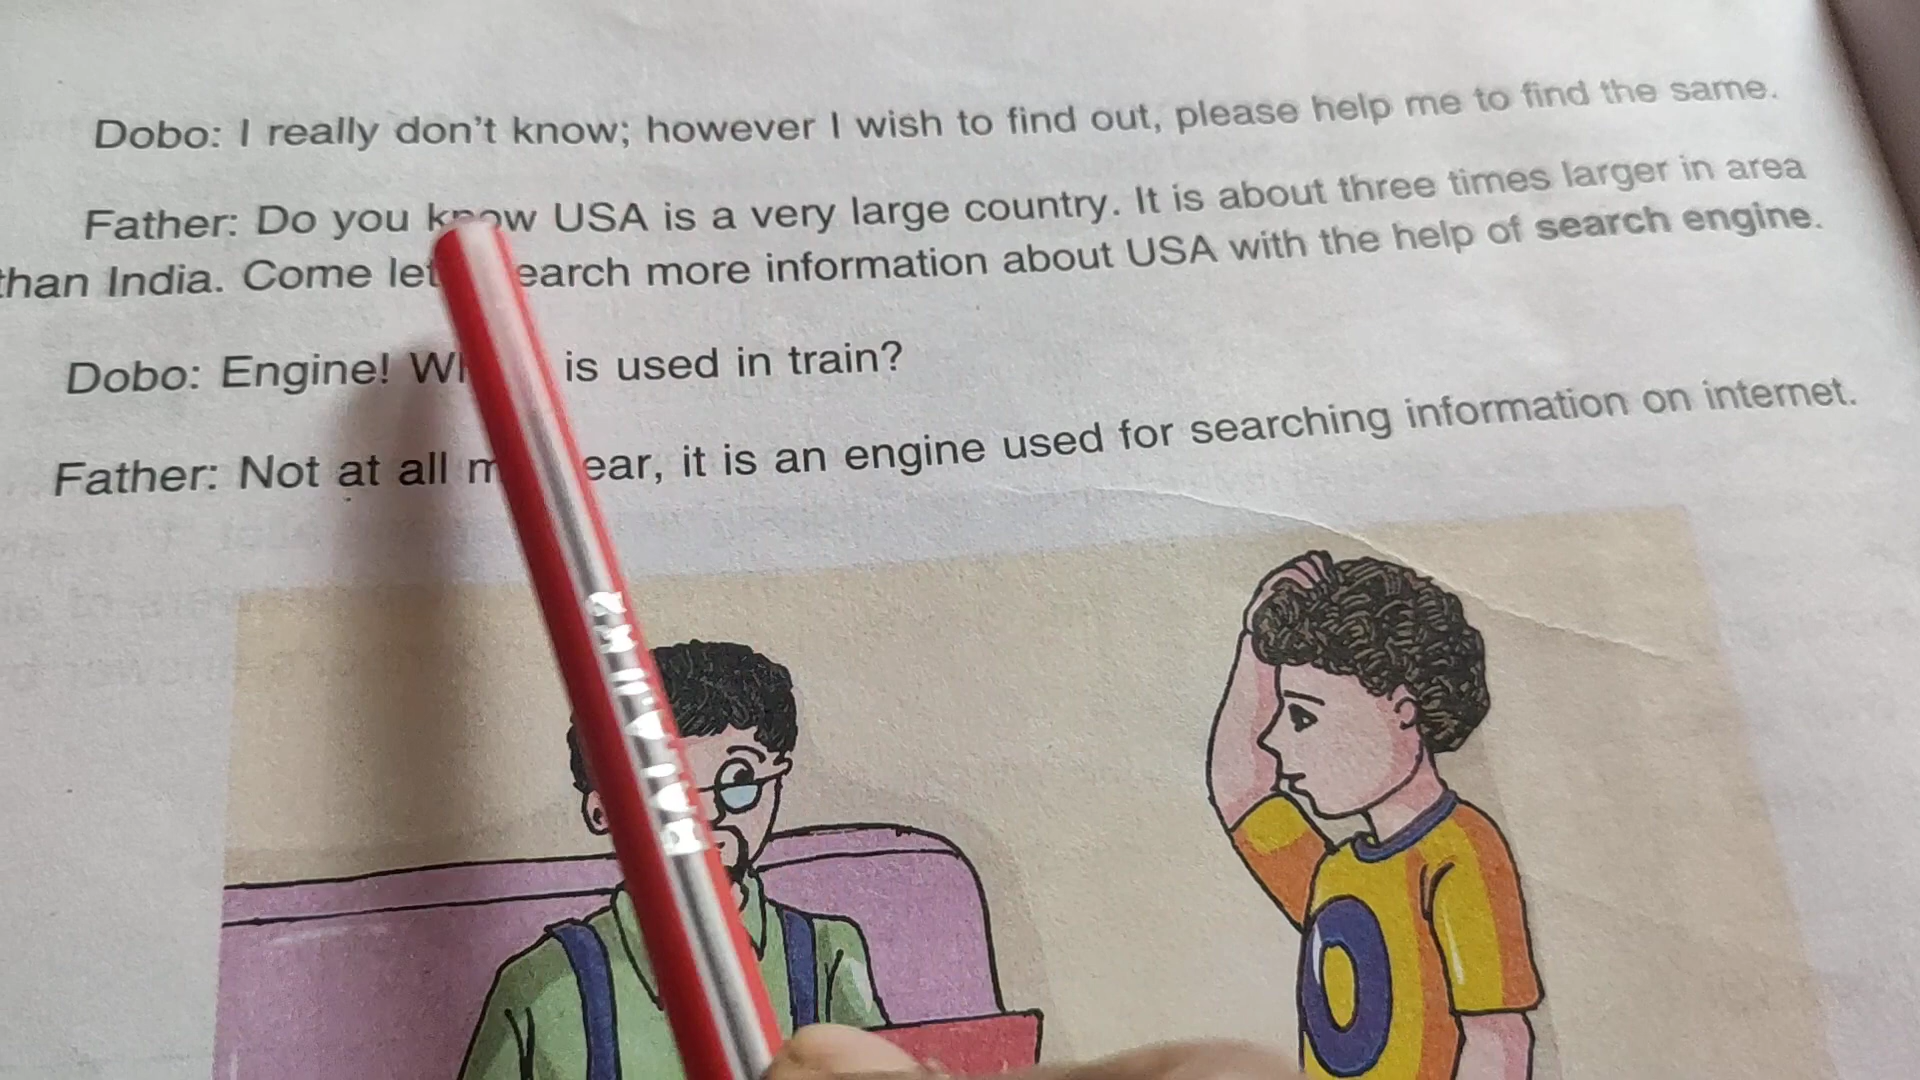 Dobo: I really don't know; however I wish to find out, please help me to find the same.
Father: Do you know USA is a very large country. It is about three times larger in area
than India. Come let earch more information about USA with the help of search engine.
Dobo: Engine! is used in train?
Father: Not at all ear, it is an engine used for searching information on internet.